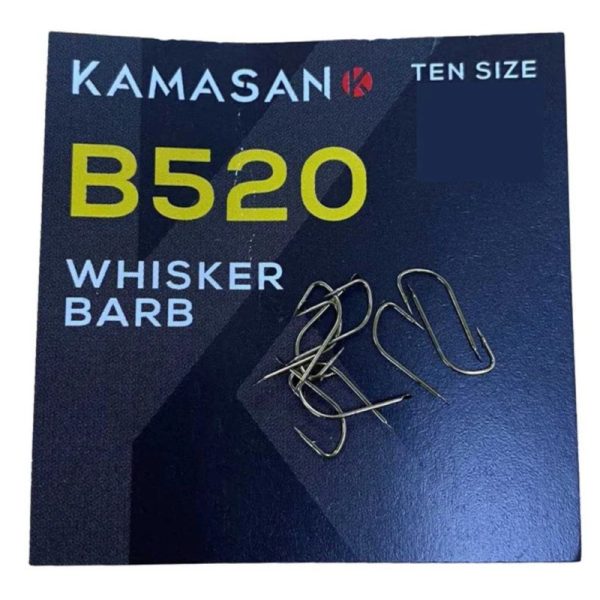 KAMASAN
TEN SIZE
B520
WHISKER
BARB